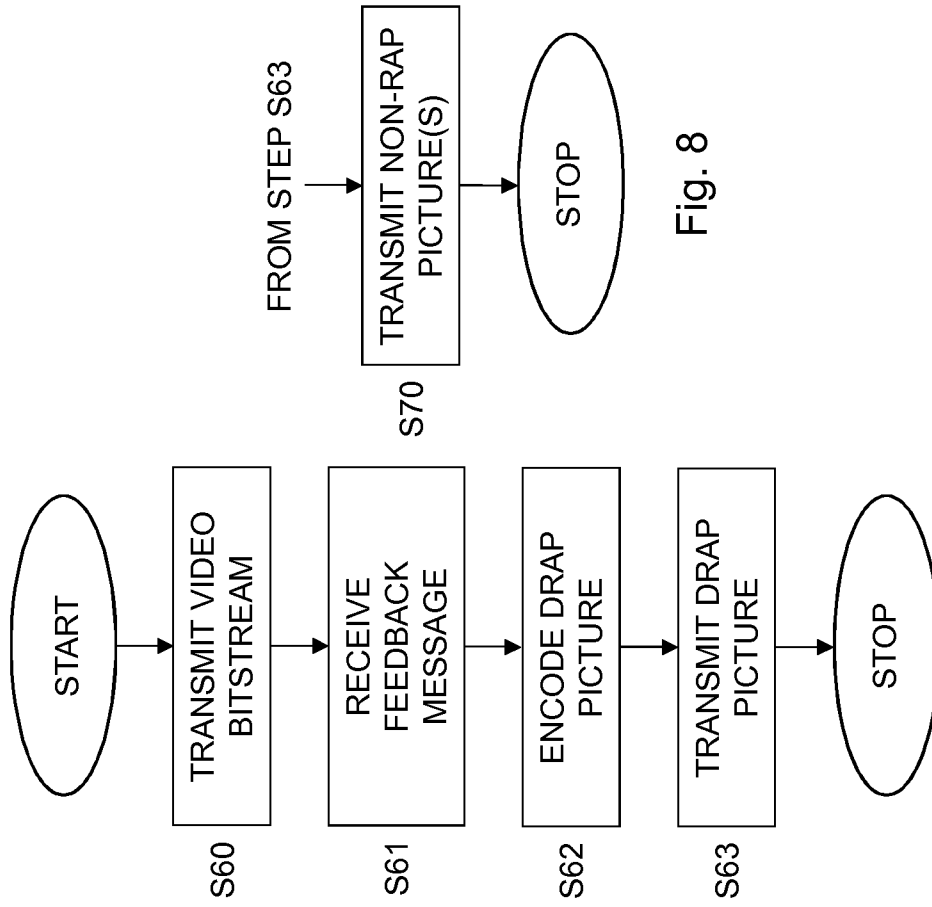 START
S60
TRANSMIT VIDEO
BITSTREAM
S61
RECEIVE
FEEDBACK
MESSAGE
S62
ENCODE DRAP
PICTURE
S63
TRANSMIT DRAP
PICTURE
STOP
FROM STEP S63
S70
TRANSMIT NON-RAP
PICTURE(S)
STOP
Fig. 8